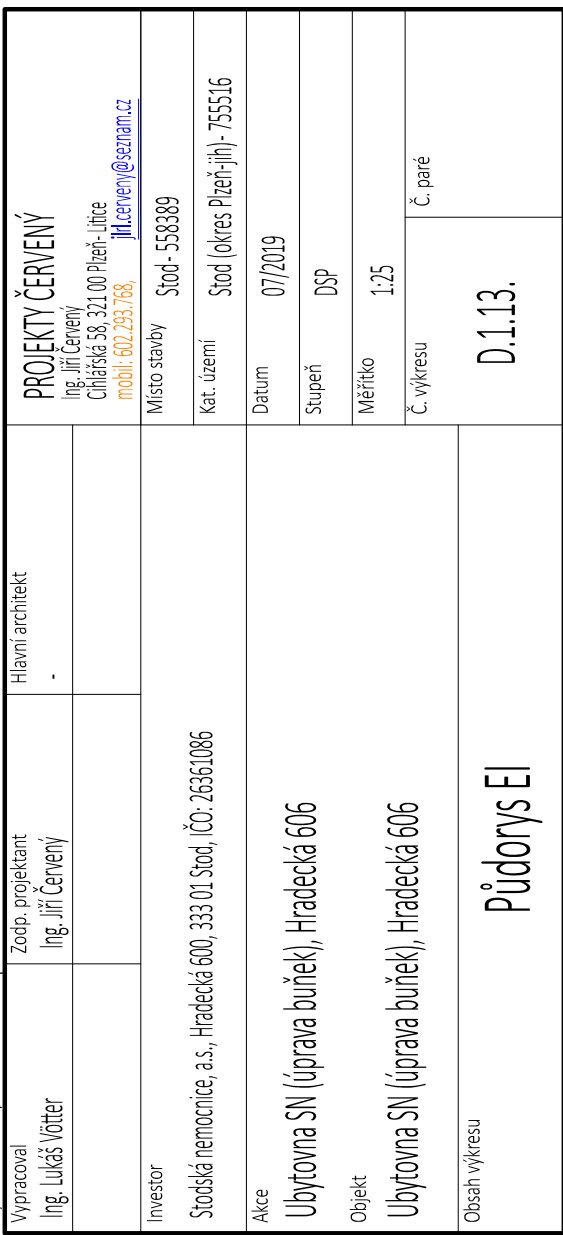 Vypracoval
Ing. Lukáš Vötter
Zodp. projektant
Ing. Jiří Červený
Hlavní architekt
-
PROJEKTY ČERVENÝ
Ing. Jiří Červený
Cihlářská 58, 321 00 Plzeň- Litice
mobil: 602.293.768, jiri.cerveny@seznam.cz
Investor
Stodská nemocnice, a.s., Hradecká 600, 333 01 Stod, IČO: 26361086
Místo stavby Stod- 558389
Kat. území Stod (okres Plzeň-jih)- 755516
Akce
Ubytovna SN (úprava buňek), Hradecká 606
Datum 07/2019
Stupeň DSP
Objekt
Ubytovna SN (úprava buňek), Hradecká 606
Měřítko 1:25
Obsah výkresu
Půdorys El
Č. výkresu
D.1.13.
Č. paré